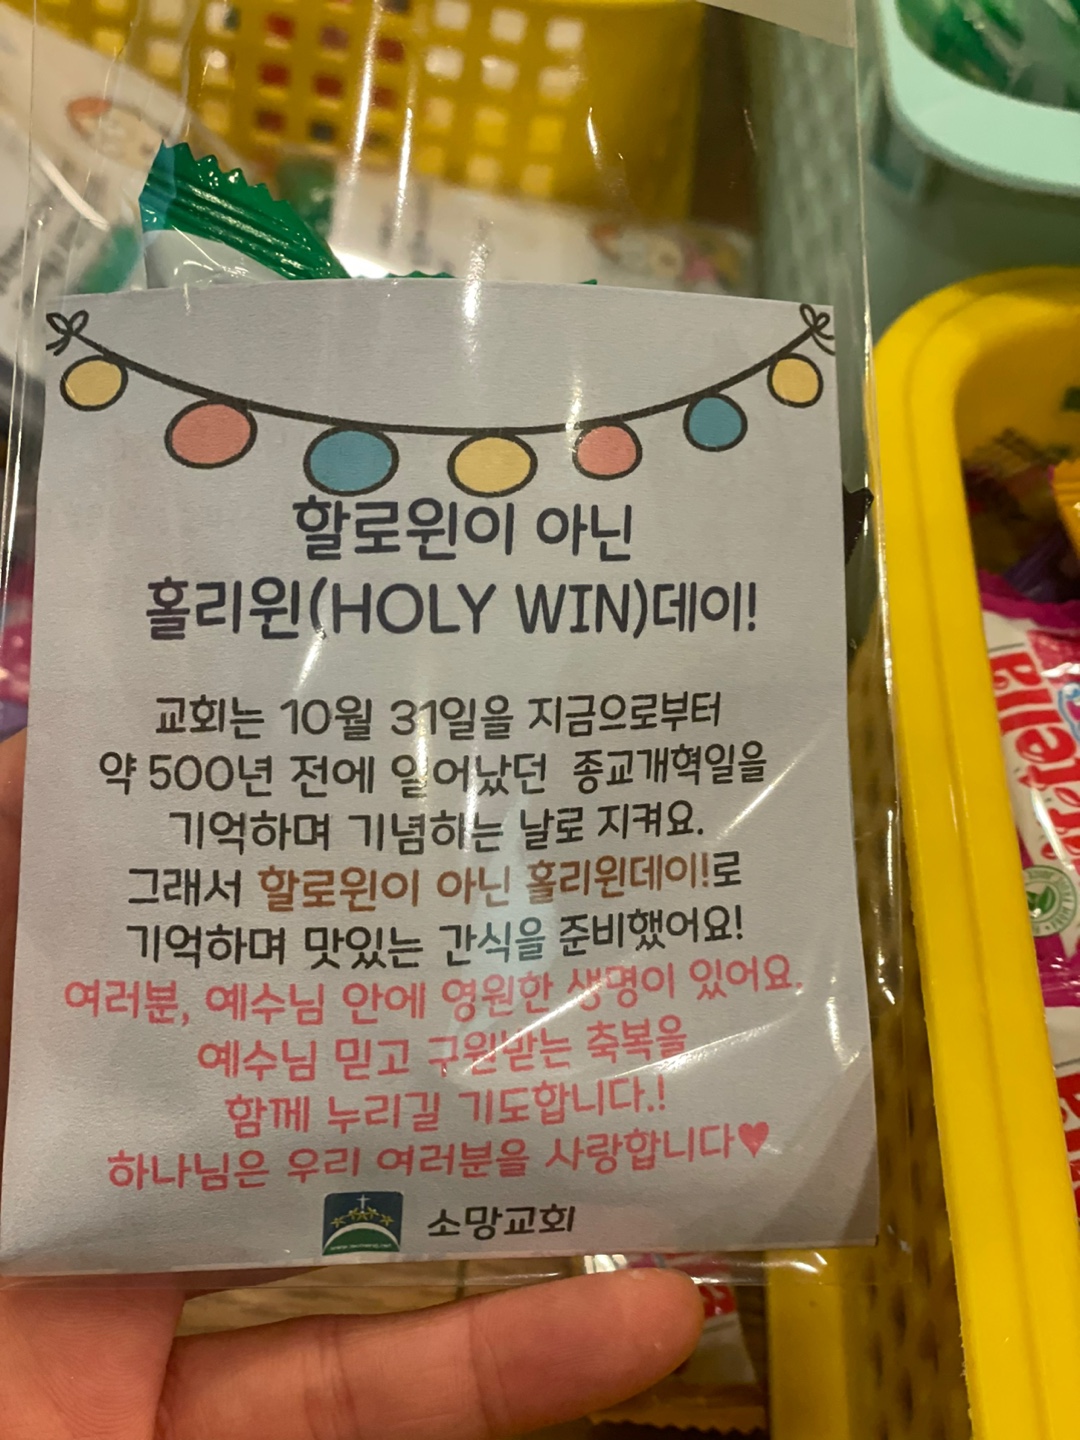 할로윈이 아닌
홀리윈(HOLY WIN)데이!
교회는 10월 31일을 지금으로부터
약 500년 전에 일어났던 종교개혁일을
기억하며 기념하는 날로 지켜요.
그래서 할로윈이 아닌 홀리윈데이!로
기억하며 맛있는 간식을 준비했어요!
여러분, 예수님 안에 영원한 생명이 있어요.
예수님 믿고 구원받는 축복을
함께 누리길 기도합니다.!
하나님은 우리 여러분을 사랑합니다♥
소망교회